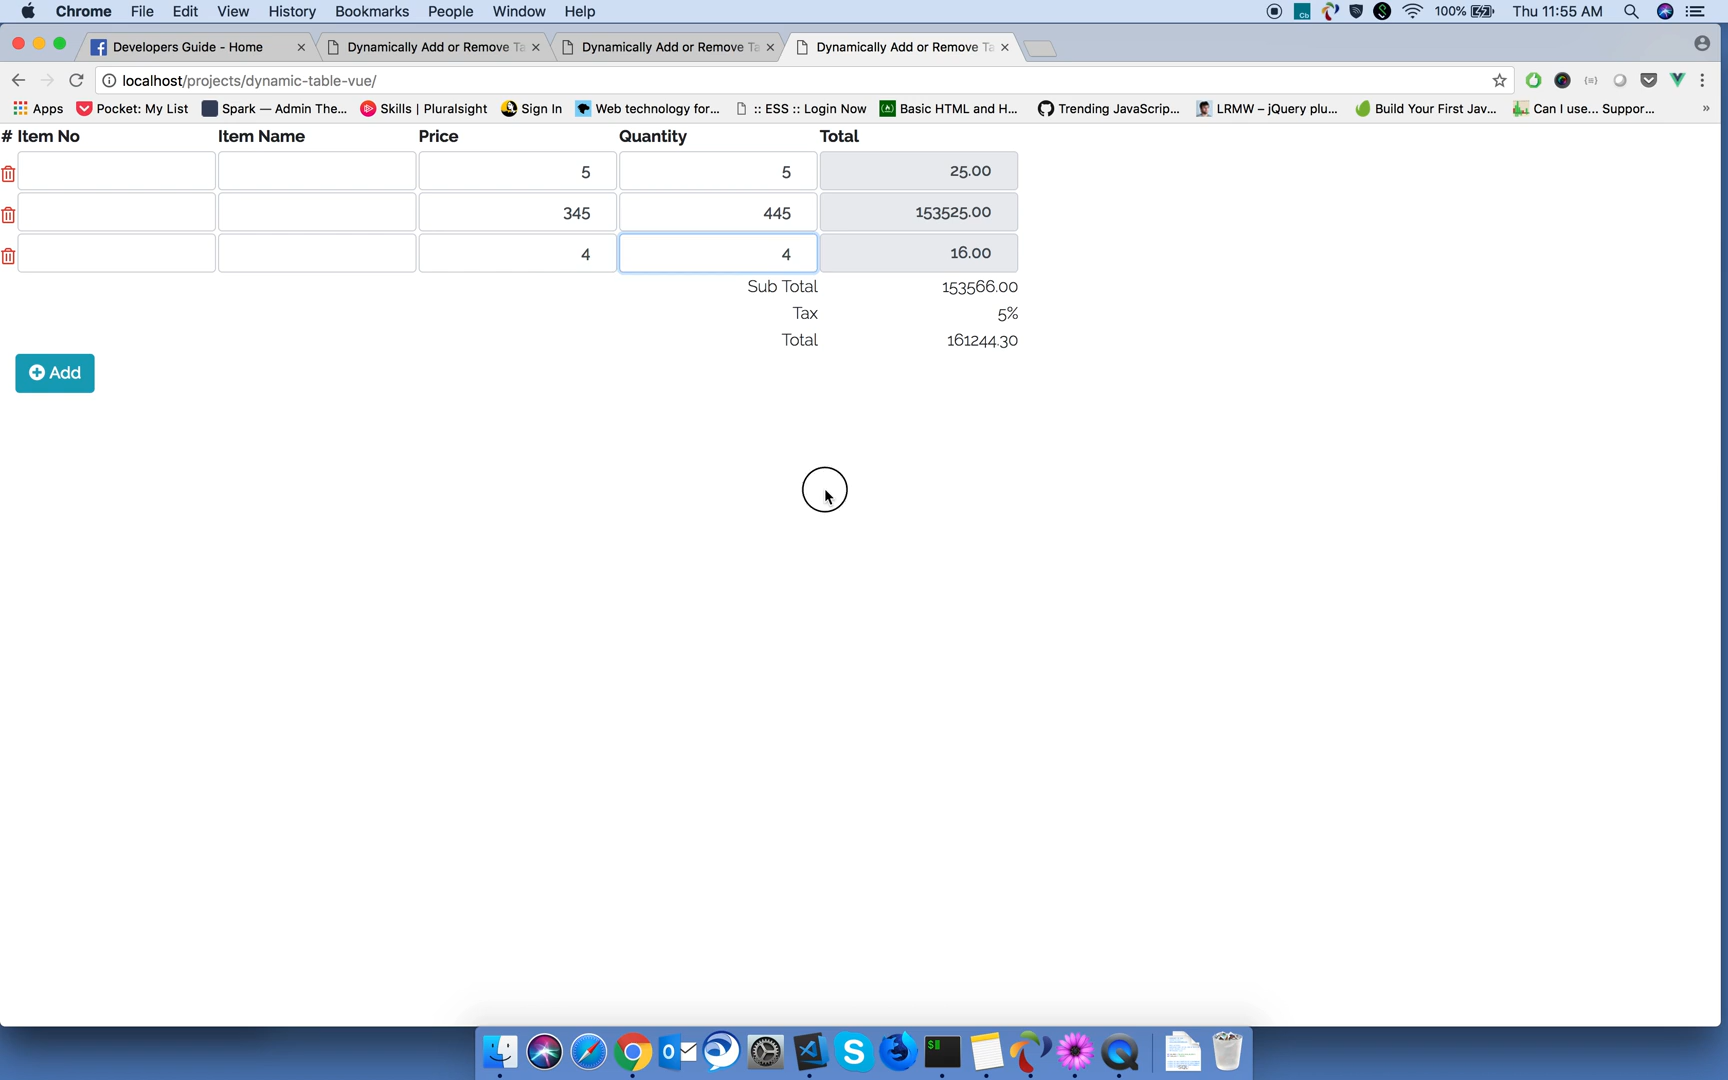 Chrome File Edit View History Bookmarks People Window Help 100% Thu 11:55 AM
Developers Guide - Home Dynamically Add or Remove Ta Dynamically Add or Remove Ta Dynamically Add or Remove Ta
localhost/projects/dynamic-table-vue/
Apps Pocket: My List Spark — Admin The... Skills | Pluralsight Sign In Web technology for... :: ESS :: Login Now Basic HTML and H... Trending JavaScrip... LRMW – jQuery plu... Build Your First Jav... Can I use... Suppor... »
# Item No Item Name Price Quantity Total
5 5 25.00
345 445 153525.00
4 4 16.00
Sub Total 153566.00
Tax 5%
Total 161244.30
Add